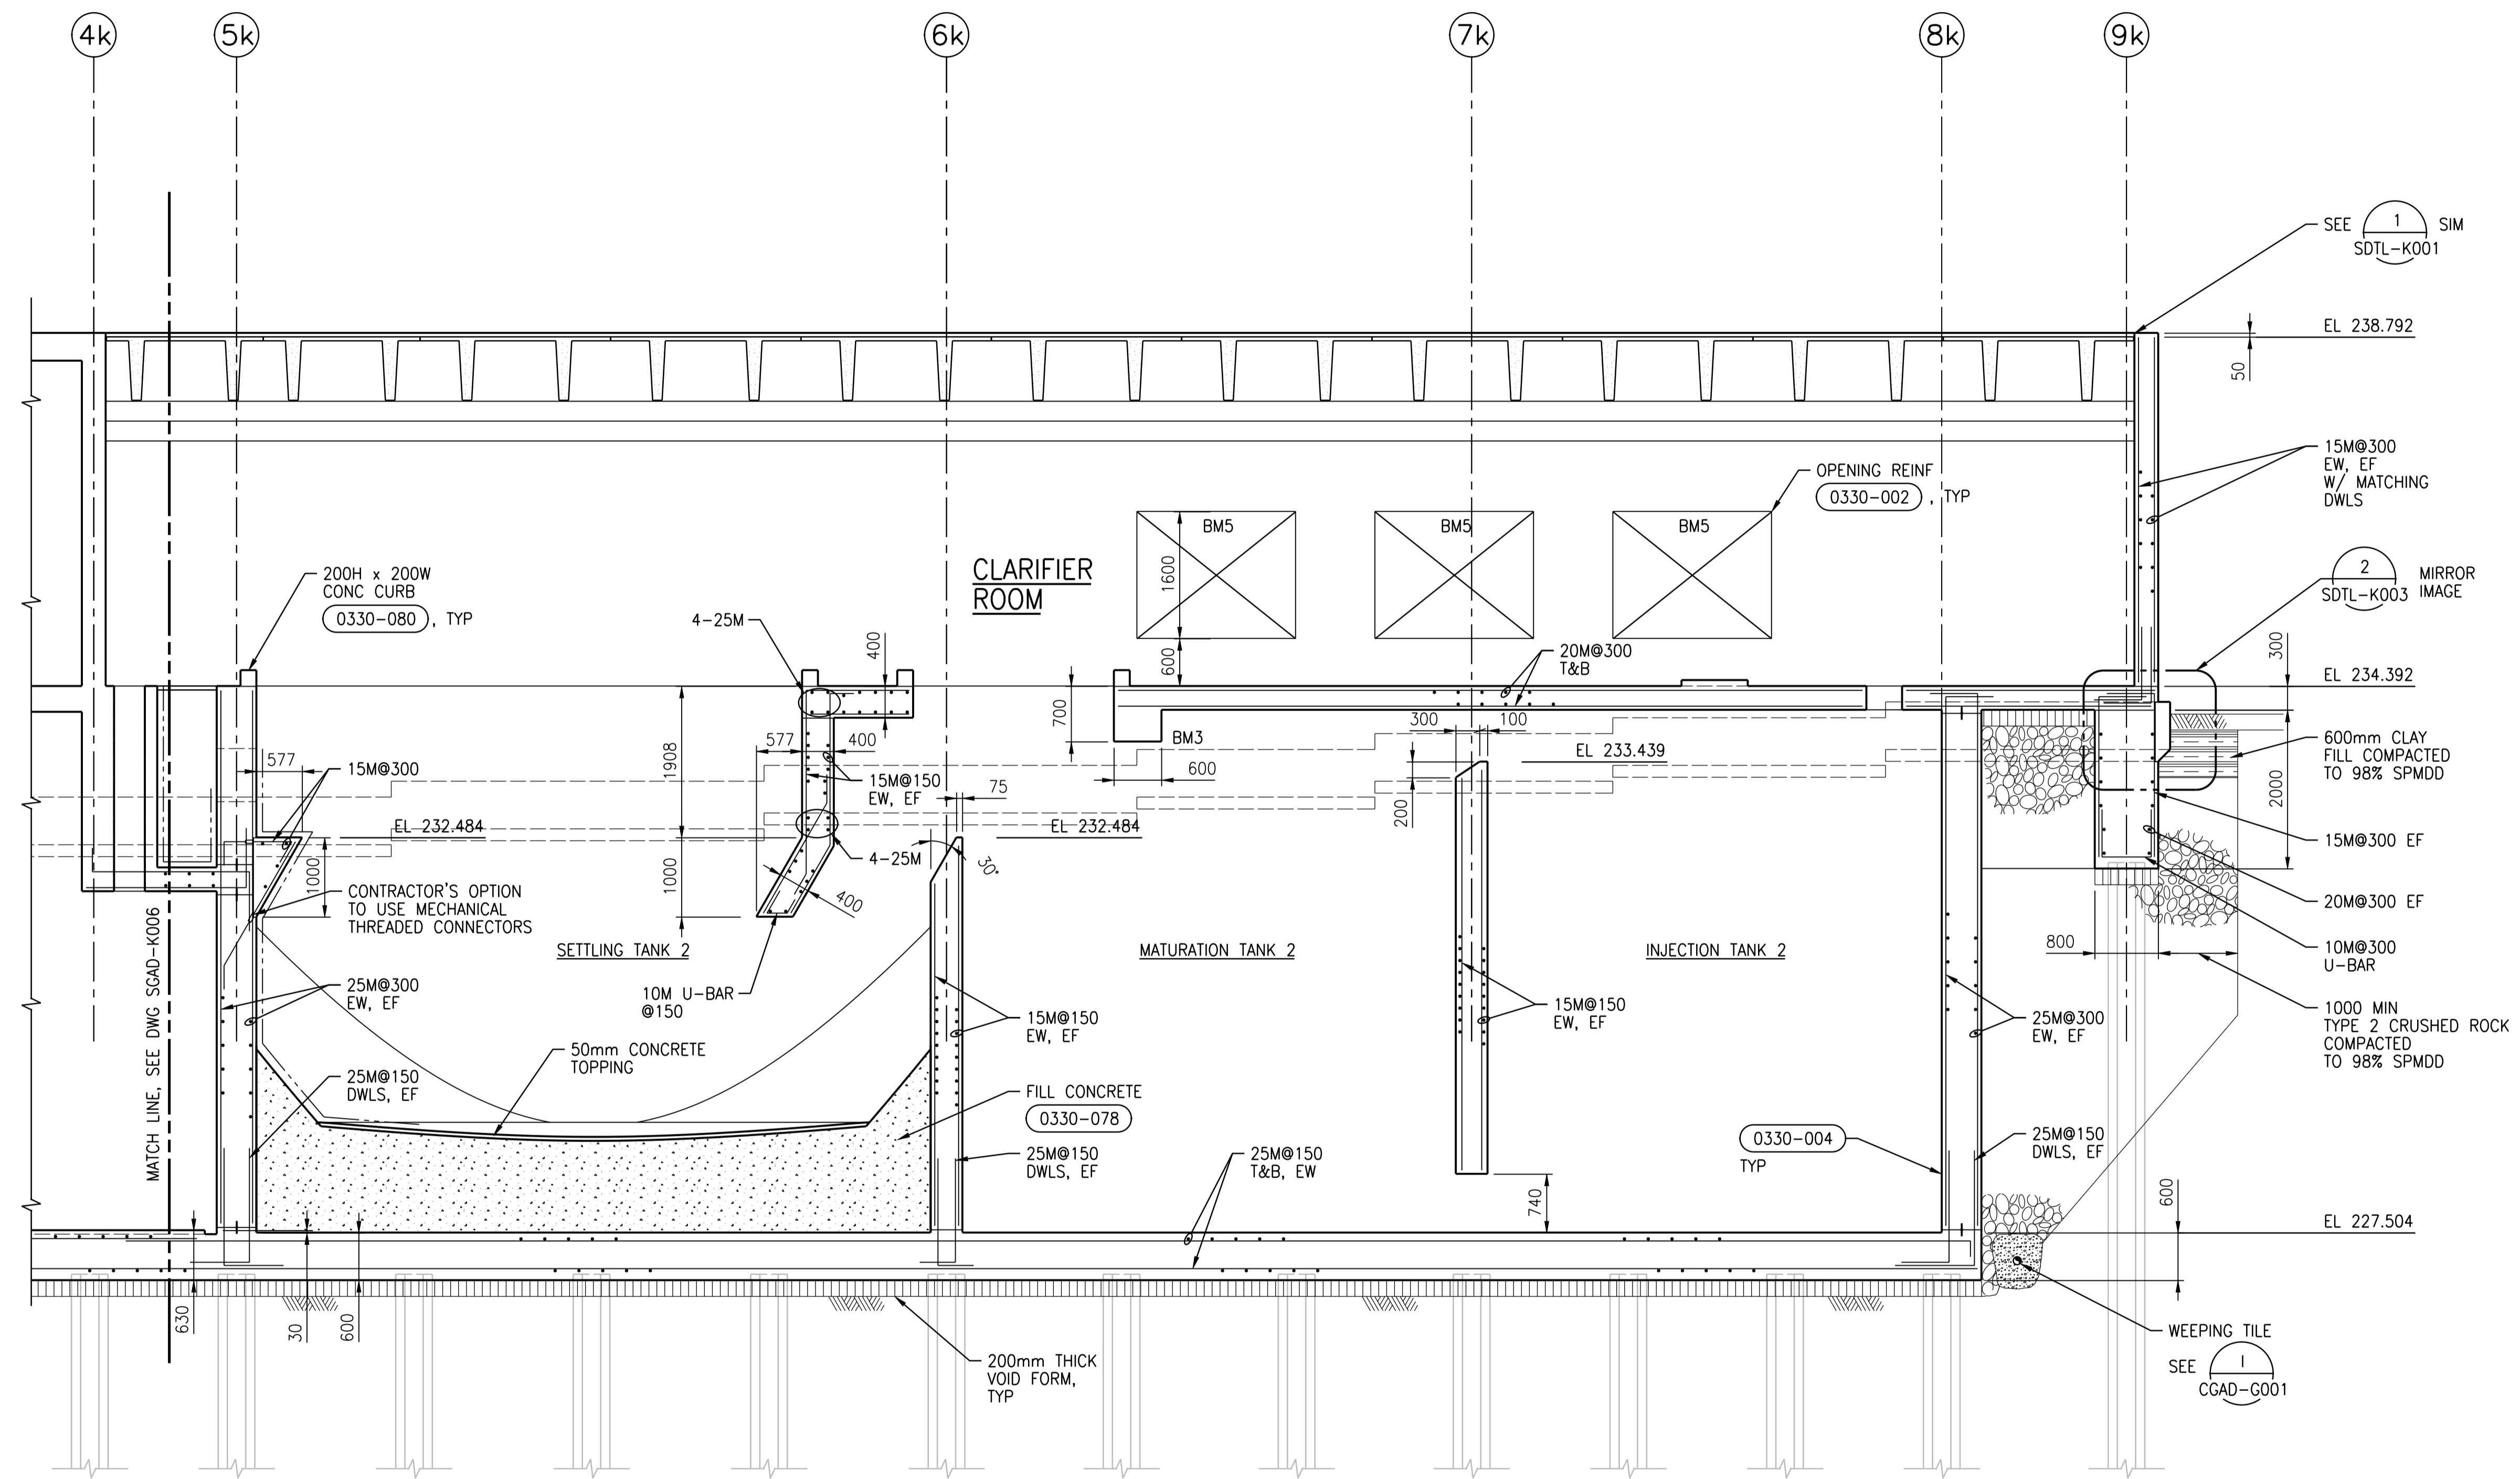 4k
5k
6k
7k
8k
9k
SEE
1
SIM
SDTL-K001
EL 238.792
50
15M@300
EW, EF
W/ MATCHING
DWLS
OPENING REINF
0330-002 , TYP
BM5
BM5
BM5
1600
2
MIRROR
IMAGE
SDTL-K003
CLARIFIER
ROOM
200H x 200W
CONC CURB
0330-080 , TYP
4-25M
400
600
20M@300
T&B
300
EL 234.392
700
300
100
BM3
577
400
EL 233.439
600mm CLAY
FILL COMPACTED
TO 98% SPMDD
577
15M@300
1908
15M@150
EW, EF
75
600
200
2000
EL 232.484
EL 232.484
15M@300 EF
1000
1000
4-25M
30°
400
CONTRACTOR'S OPTION
TO USE MECHANICAL
THREADED CONNECTORS
20M@300 EF
MATCH LINE, SEE DWG SGAD-K006
SETTLING TANK 2
MATURATION TANK 2
INJECTION TANK 2
800
10M@300
U-BAR
25M@300
EW, EF
10M U-BAR
@150
15M@150
EW, EF
15M@150
EW, EF
25M@300
EW, EF
1000 MIN
TYPE 2 CRUSHED ROCK
COMPACTED
TO 98% SPMDD
50mm CONCRETE
TOPPING
25M@150
DWLS, EF
FILL CONCRETE
0330-078
25M@150
DWLS, EF
25M@150
T&B, EW
0330-004
TYP
25M@150
DWLS, EF
740
600
EL 227.504
630
30
600
200mm THICK
VOID FORM,
TYP
WEEPING TILE
SEE
I
CGAD-G001